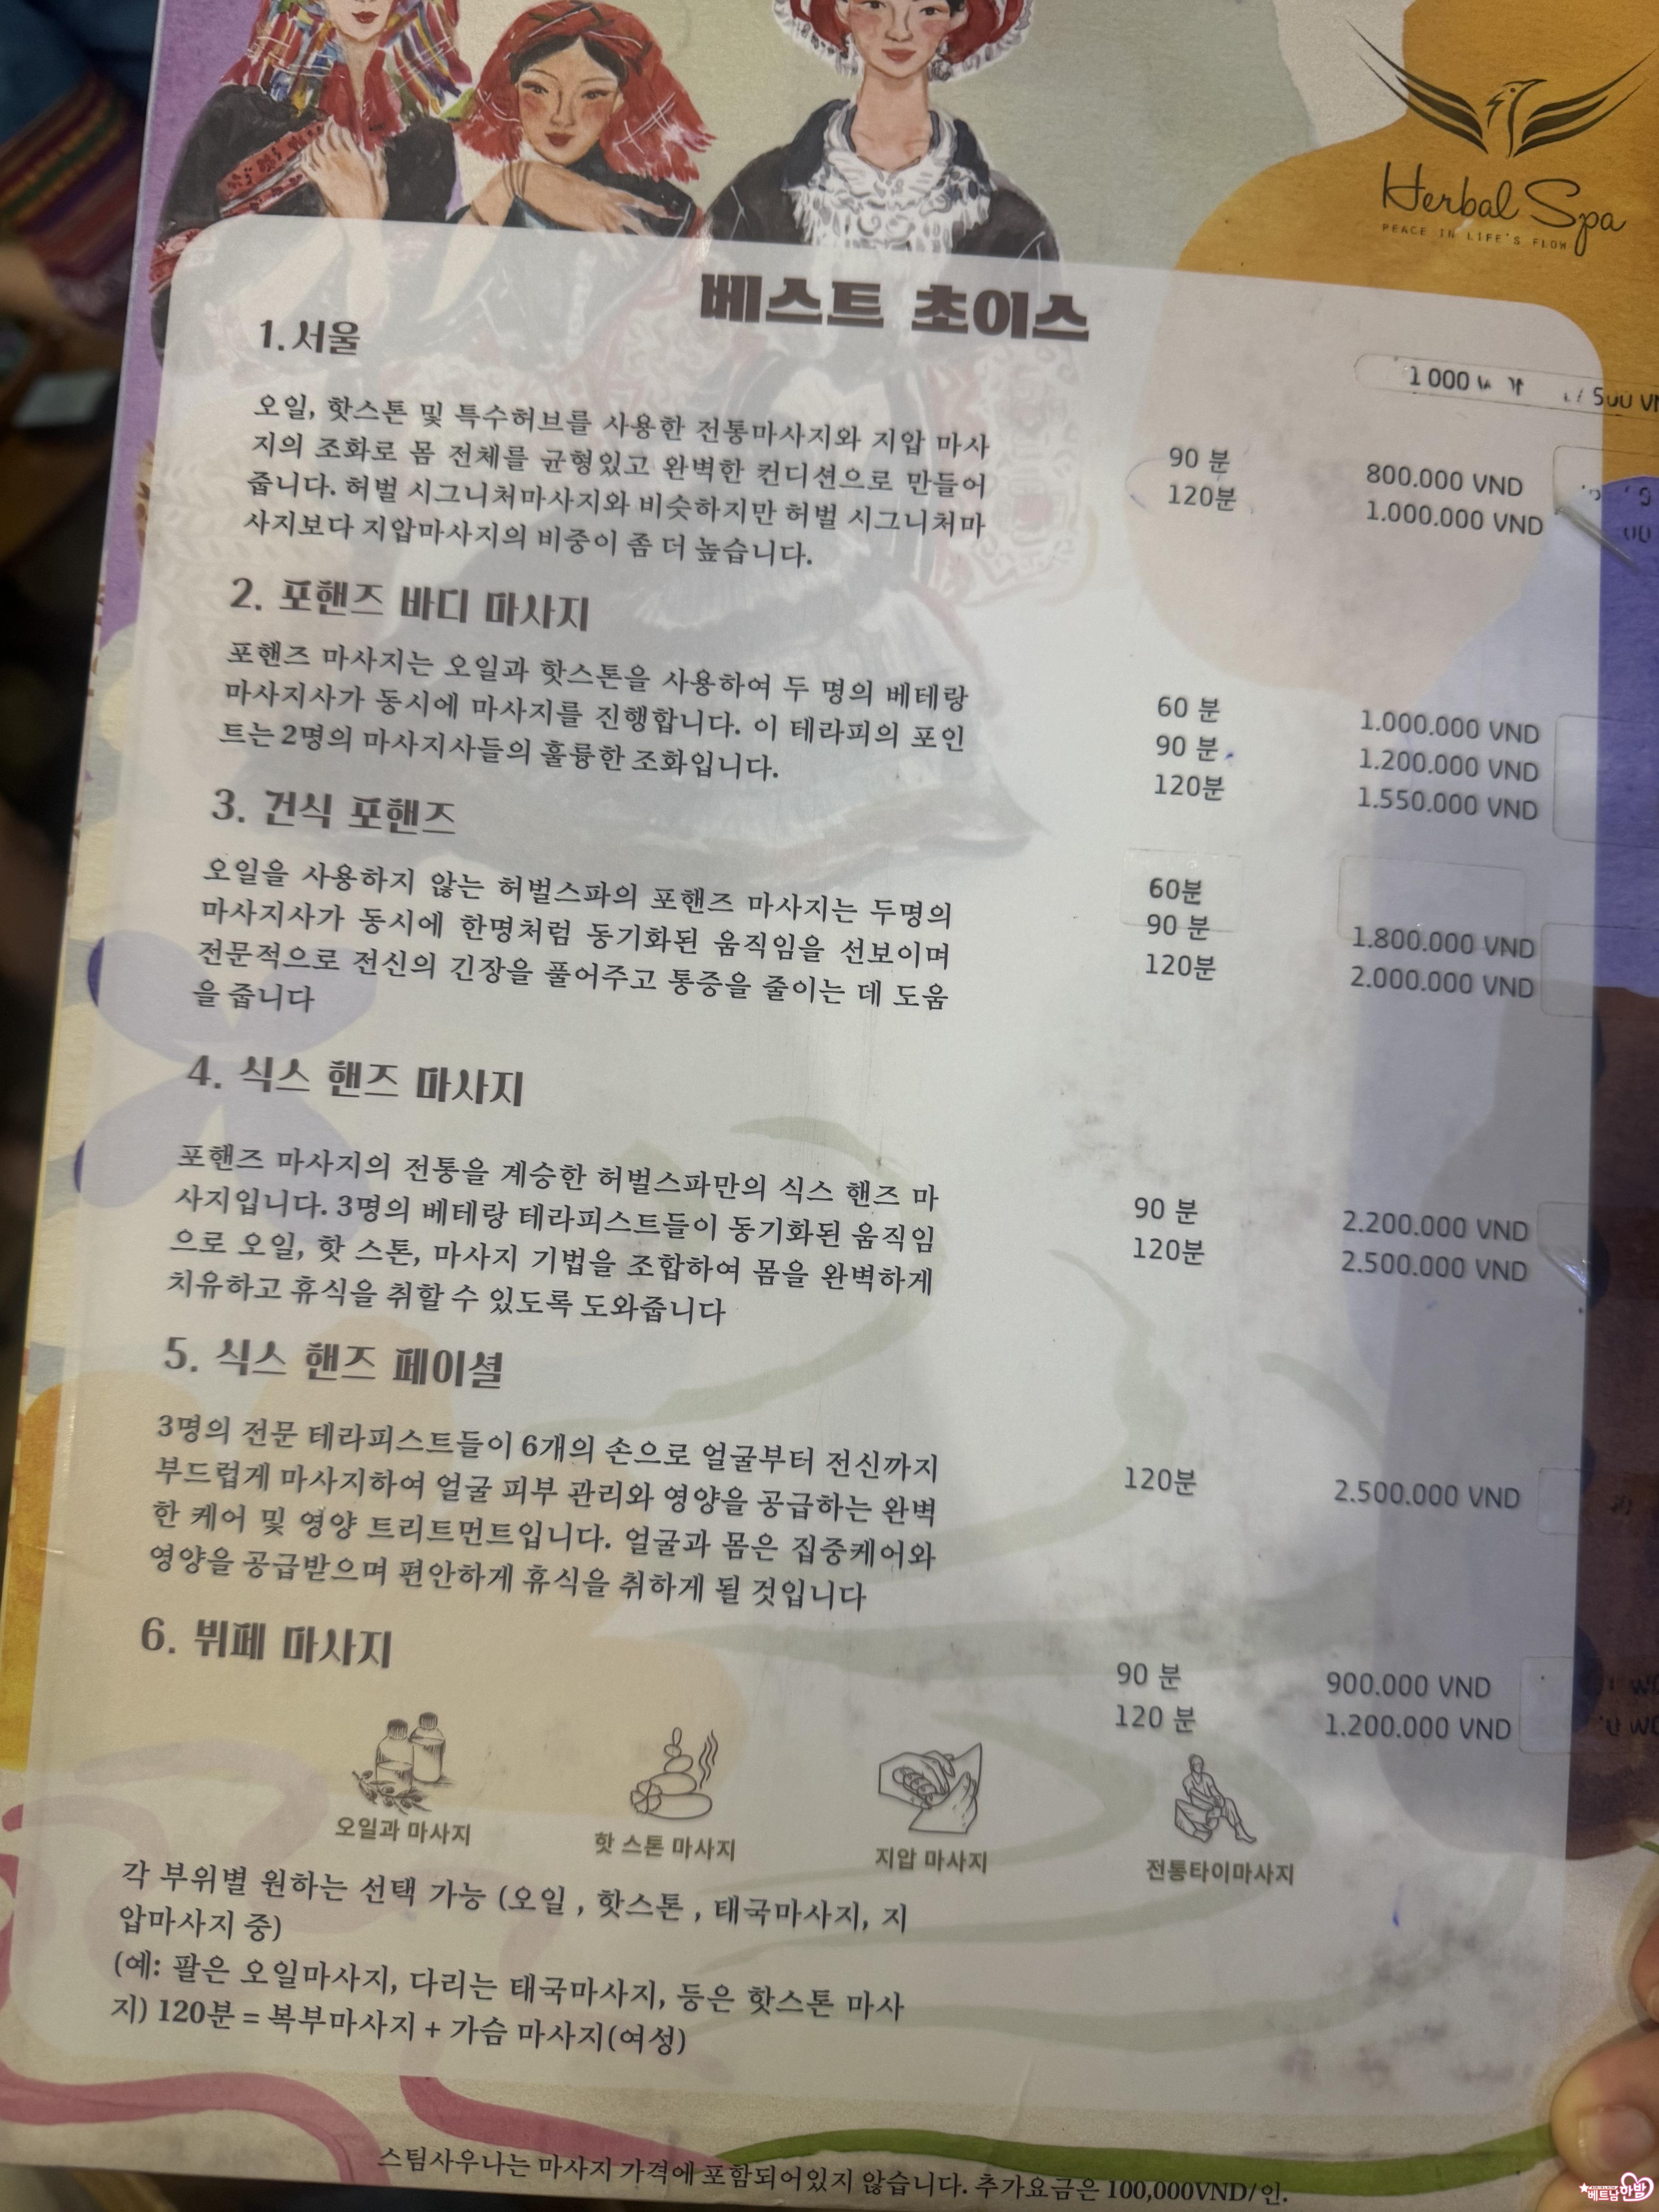 Herbal Spa
PEACE IN LIFE'S FLOW
베스트 초이스
1. 서울
1000
500
오일, 핫스톤 및 특수허브를 사용한 전통마사지와 지압 마사
지의 조화로 몸 전체를 균형있고 완벽한 컨디션으로 만들어
줍니다. 허벌 시그니처마사지와 비슷하지만 허벌 시그니처마
사지보다 지압마사지의 비중이 좀 더 높습니다.
90 분 800.000 VND
120분 1.000.000 VND
2. 포핸즈 바디 마사지
포핸즈 마사지는 오일과 핫스톤을 사용하여 두 명의 베테랑
마사지사가 동시에 마사지를 진행합니다. 이 테라피의 포인
트는 2명의 마사지사들의 훌륭한 조화입니다.
60 분 1.000.000 VND
90 분 1.200.000 VND
120분 1.550.000 VND
3. 건식 포핸즈
오일을 사용하지 않는 허벌스파의 포핸즈 마사지는 두명의
마사지사가 동시에 한명처럼 동기화된 움직임을 선보이며
전문적으로 전신의 긴장을 풀어주고 통증을 줄이는 데 도움
을 줍니다
60분
90 분 1.800.000 VND
120분 2.000.000 VND
4. 식스 핸즈 마사지
포핸즈 마사지의 전통을 계승한 허벌스파만의 식스 핸즈 마
사지입니다. 3명의 베테랑 테라피스트들이 동기화된 움직임
으로 오일, 핫 스톤, 마사지 기법을 조합하여 몸을 완벽하게
치유하고 휴식을 취할 수 있도록 도와줍니다
90 분 2.200.000 VND
120분 2.500.000 VND
5. 식스 핸즈 페이셜
3명의 전문 테라피스트들이 6개의 손으로 얼굴부터 전신까지
부드럽게 마사지하여 얼굴 피부 관리와 영양을 공급하는 완벽
한 케어 및 영양 트리트먼트입니다. 얼굴과 몸은 집중케어와
영양을 공급받으며 편안하게 휴식을 취하게 될 것입니다
120분 2.500.000 VND
6. 뷔페 마사지
90 분 900.000 VND
120 분 1.200.000 VND
오일과 마사지
핫 스톤 마사지
지압 마사지
전통타이마사지
각 부위별 원하는 선택 가능 (오일 , 핫스톤 , 태국마사지, 지
압마사지 중)
(예: 팔은 오일마사지, 다리는 태국마사지, 등은 핫스톤 마사
지) 120분 = 복부마사지 + 가슴 마사지(여성)
스팀사우나는 마사지 가격에 포함되어있지 않습니다. 추가요금은 100,000VND/인.
베트남한밤